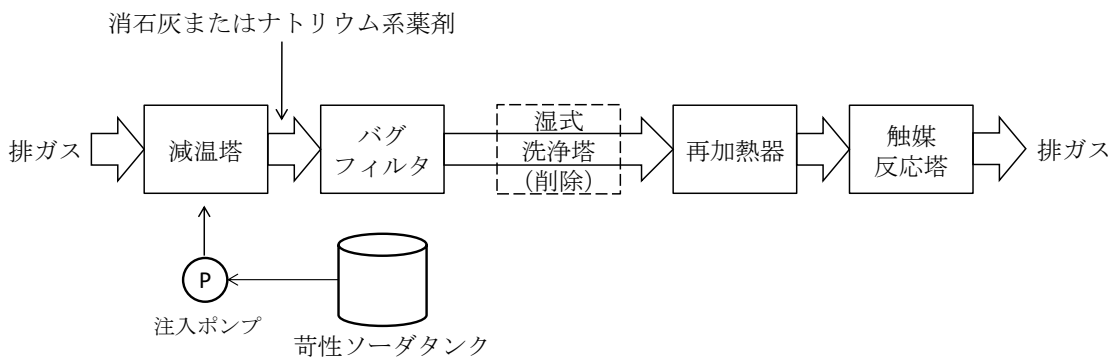 消石灰またはナトリウム系薬剤
排ガス
減温塔
バグ
フィルタ
湿式
洗浄塔
(削除)
再加熱器
触媒
反応塔
排ガス
P
注入ポンプ
苛性ソーダタンク